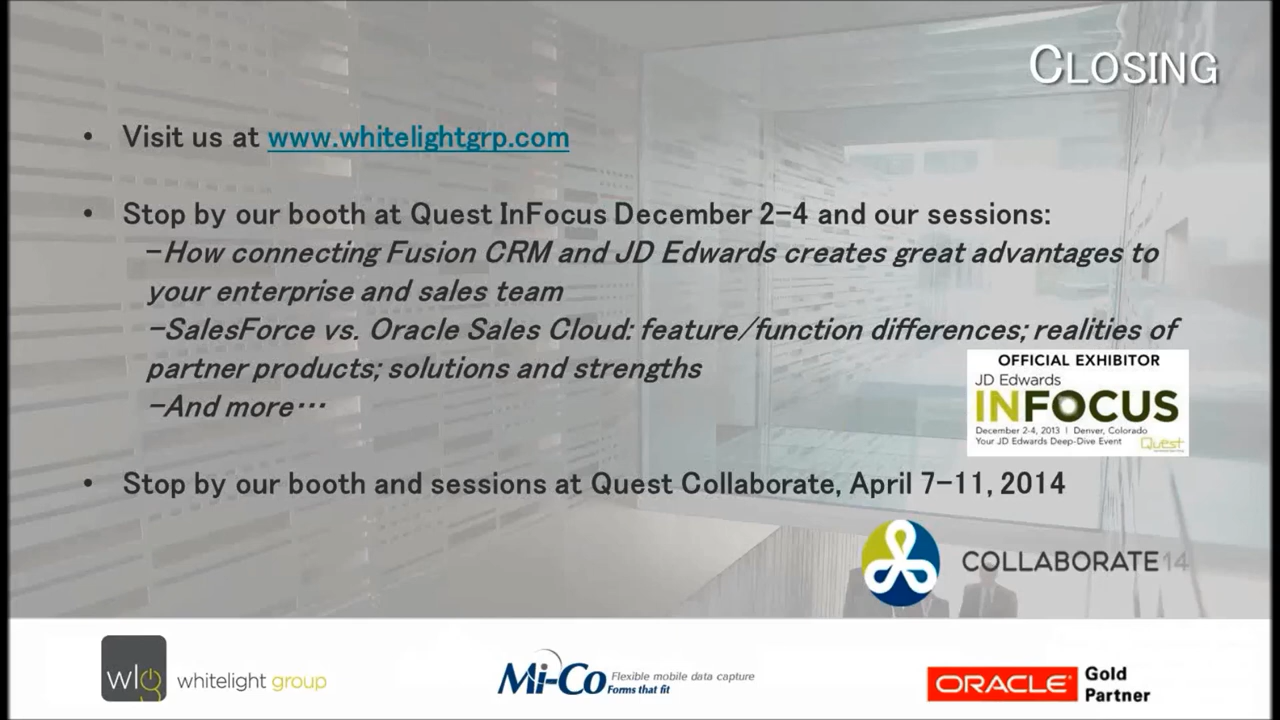 CLOSING
• Visit us at www.whitelightgrp.com
• Stop by our booth at Quest InFocus December 2-4 and our sessions:
-How connecting Fusion CRM and JD Edwards creates great advantages to
your enterprise and sales team
-SalesForce vs. Oracle Sales Cloud: feature/function differences; realities of
partner products; solutions and strengths
-And more…
OFFICIAL EXHIBITOR
JD Edwards
INFOCUS
December 2-4, 2013 | Denver, Colorado
Your JD Edwards Deep-Dive Event Quest
• Stop by our booth and sessions at Quest Collaborate, April 7-11, 2014
COLLABORATE14
wlg whitelight group
Mi-Co Flexible mobile data capture
Forms that fit
ORACLE Gold
Partner